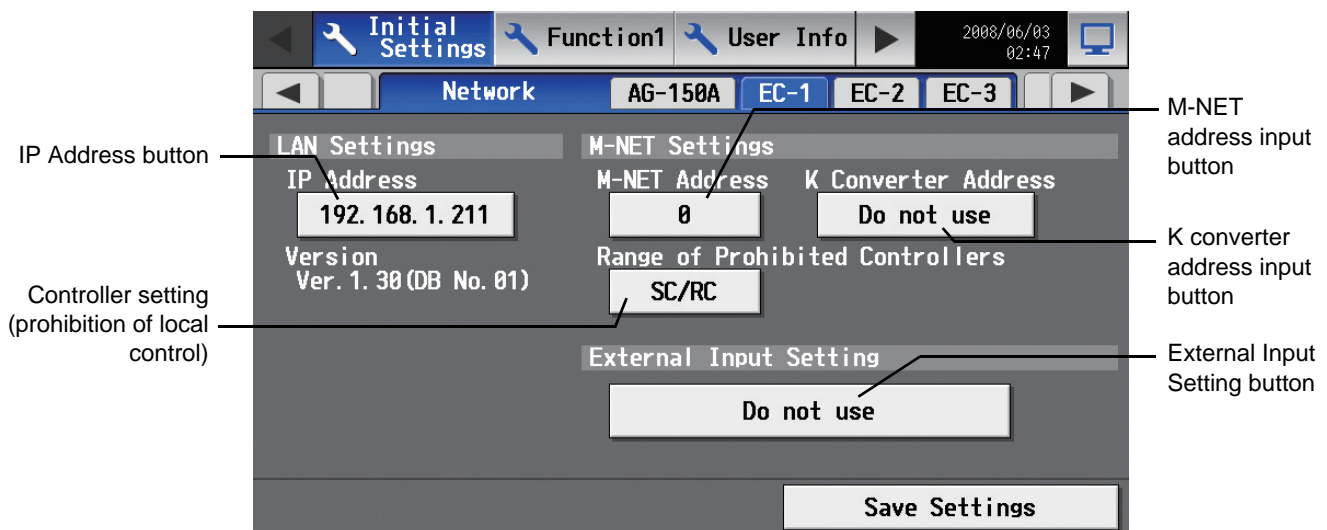 Initial
Settings
Function1
User Info
2008/06/03
02:47
Network
AG-150A
EC-1
EC-2
EC-3
LAN Settings
IP Address
192.168.1.211
Version
Ver.1.30(DB No.01)
M-NET Settings
M-NET Address
0
K Converter Address
Do not use
Range of Prohibited Controllers
SC/RC
External Input Setting
Do not use
Save Settings
IP Address button
Controller setting
(prohibition of local
control)
M-NET
address input
button
K converter
address input
button
External Input
Setting button